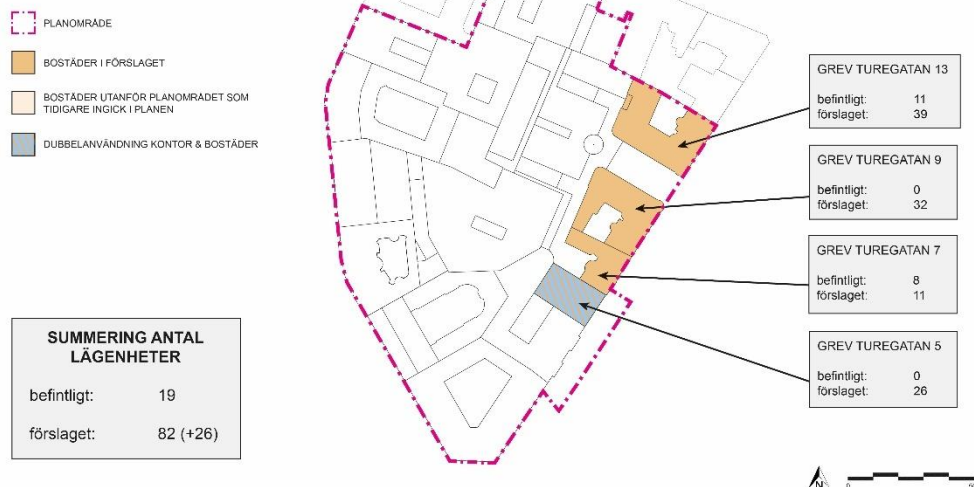 PLANOMRÅDE
BOSTÄDER I FÖRSLAGET
BOSTÄDER UTANFÖR PLANOMRÅDET SOM
TIDIGARE INGICK I PLANEN
DUBBELANVÄNDNING KONTOR & BOSTÄDER
GREV TUREGATAN 13
befintligt: 11
förslaget: 39
GREV TUREGATAN 9
befintligt: 0
förslaget: 32
GREV TUREGATAN 7
befintligt: 8
förslaget: 11
GREV TUREGATAN 5
befintligt: 0
förslaget: 26
SUMMERING ANTAL
LÄGENHETER
befintligt: 19
förslaget: 82 (+26)
N